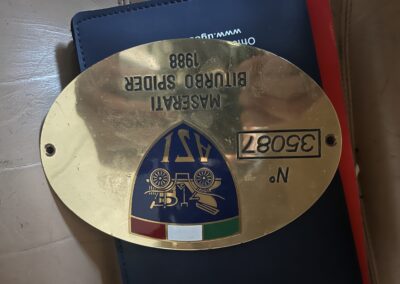 N°
35087
ASI
MASERATI
BITURBO SPIDER
1988